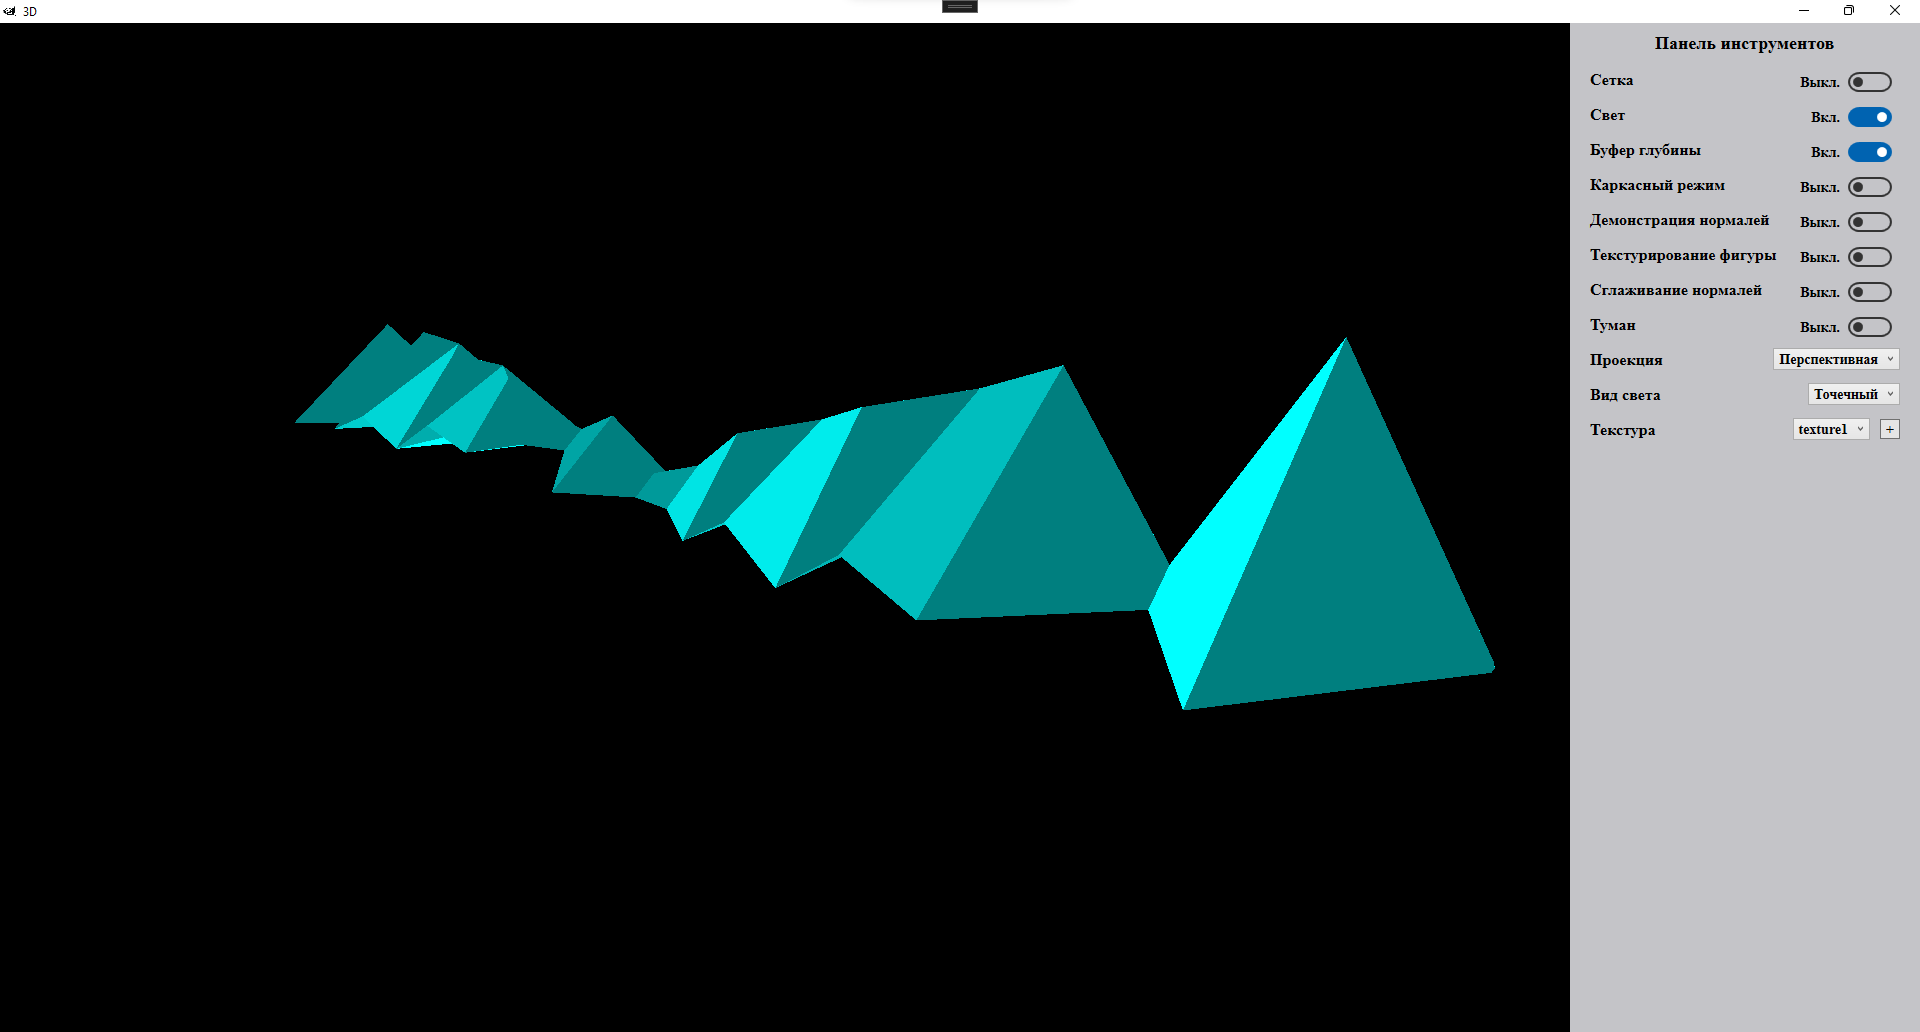 3D
Панель инструментов
Сетка Выкл.
Свет Вкл.
Буфер глубины Вкл.
Каркасный режим Выкл.
Демонстрация нормалей Выкл.
Текстурирование фигуры Выкл.
Сглаживание нормалей Выкл.
Туман Выкл.
Проекция Перспективная
Вид света Точечный
Текстура texture1 +